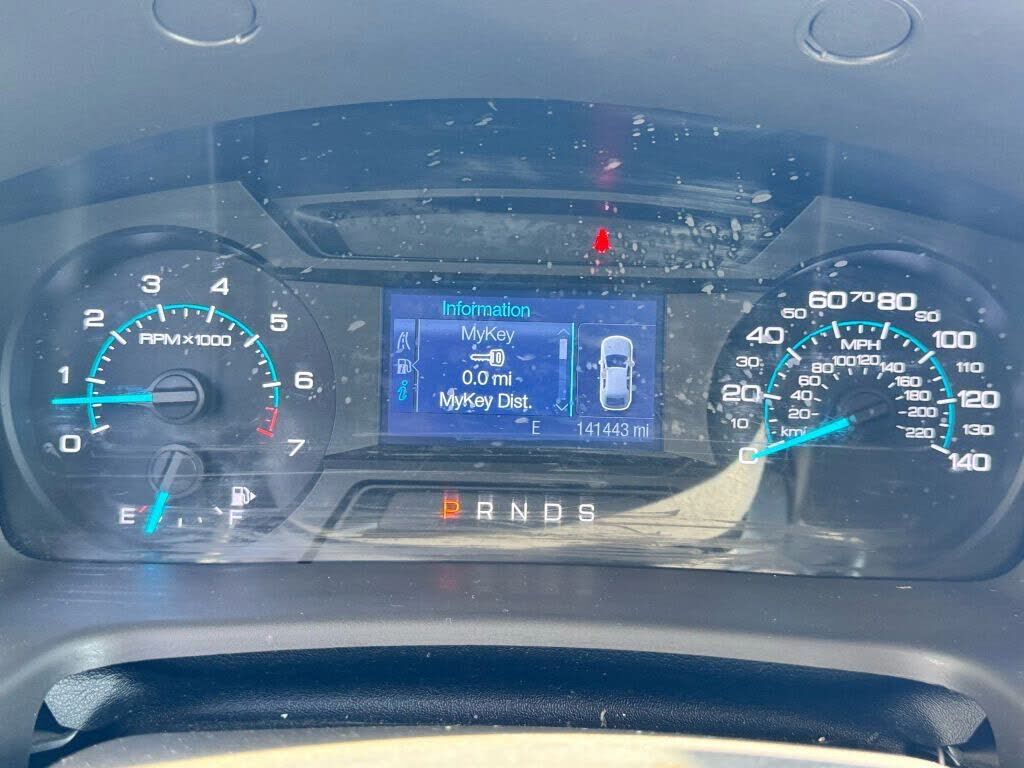 Information
MyKey
0.0 mi
MyKey Dist.
E 141443 mi
0 1 2 3 4 5 6 7
RPM×1000
E F
P R N D S
0 10 20 30 40 50 60 70 80 90 100 110 120 130 140
MPH
km/h
20 40 60 80 100 120 140 160 180 200 220